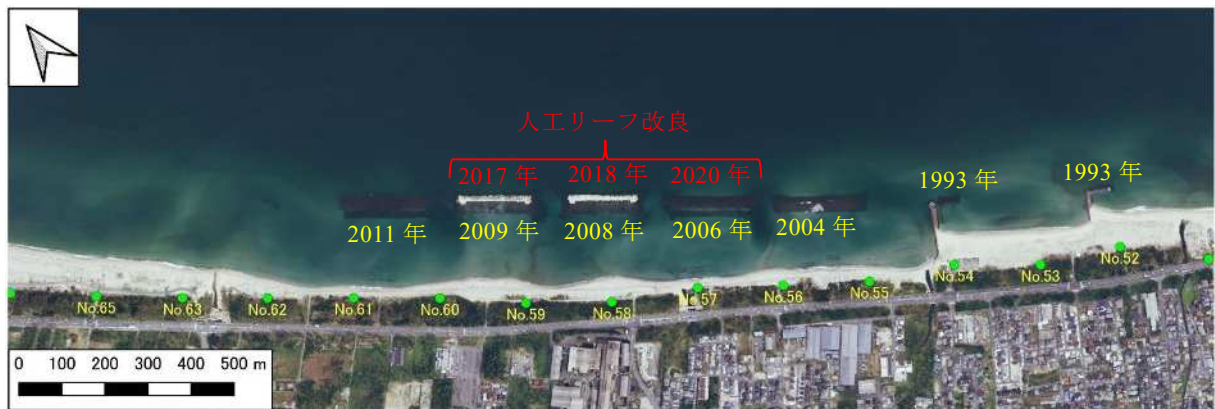 人工リーフ改良
2017 年
2018 年
2020 年
1993 年
1993 年
2011 年
2009 年
2008 年
2006 年
2004 年
No.65
No.63
No.62
No.61
No.60
No.59
No.58
No.57
No.56
No.55
No.54
No.53
No.52
0 100 200 300 400 500 m